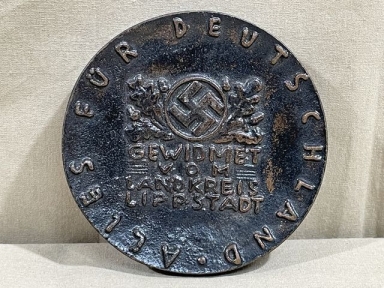 ALLES FÜR DEUTSCHLAND ·
GEWIDMET
VOM
LANDKREIS
LIPPSTADT